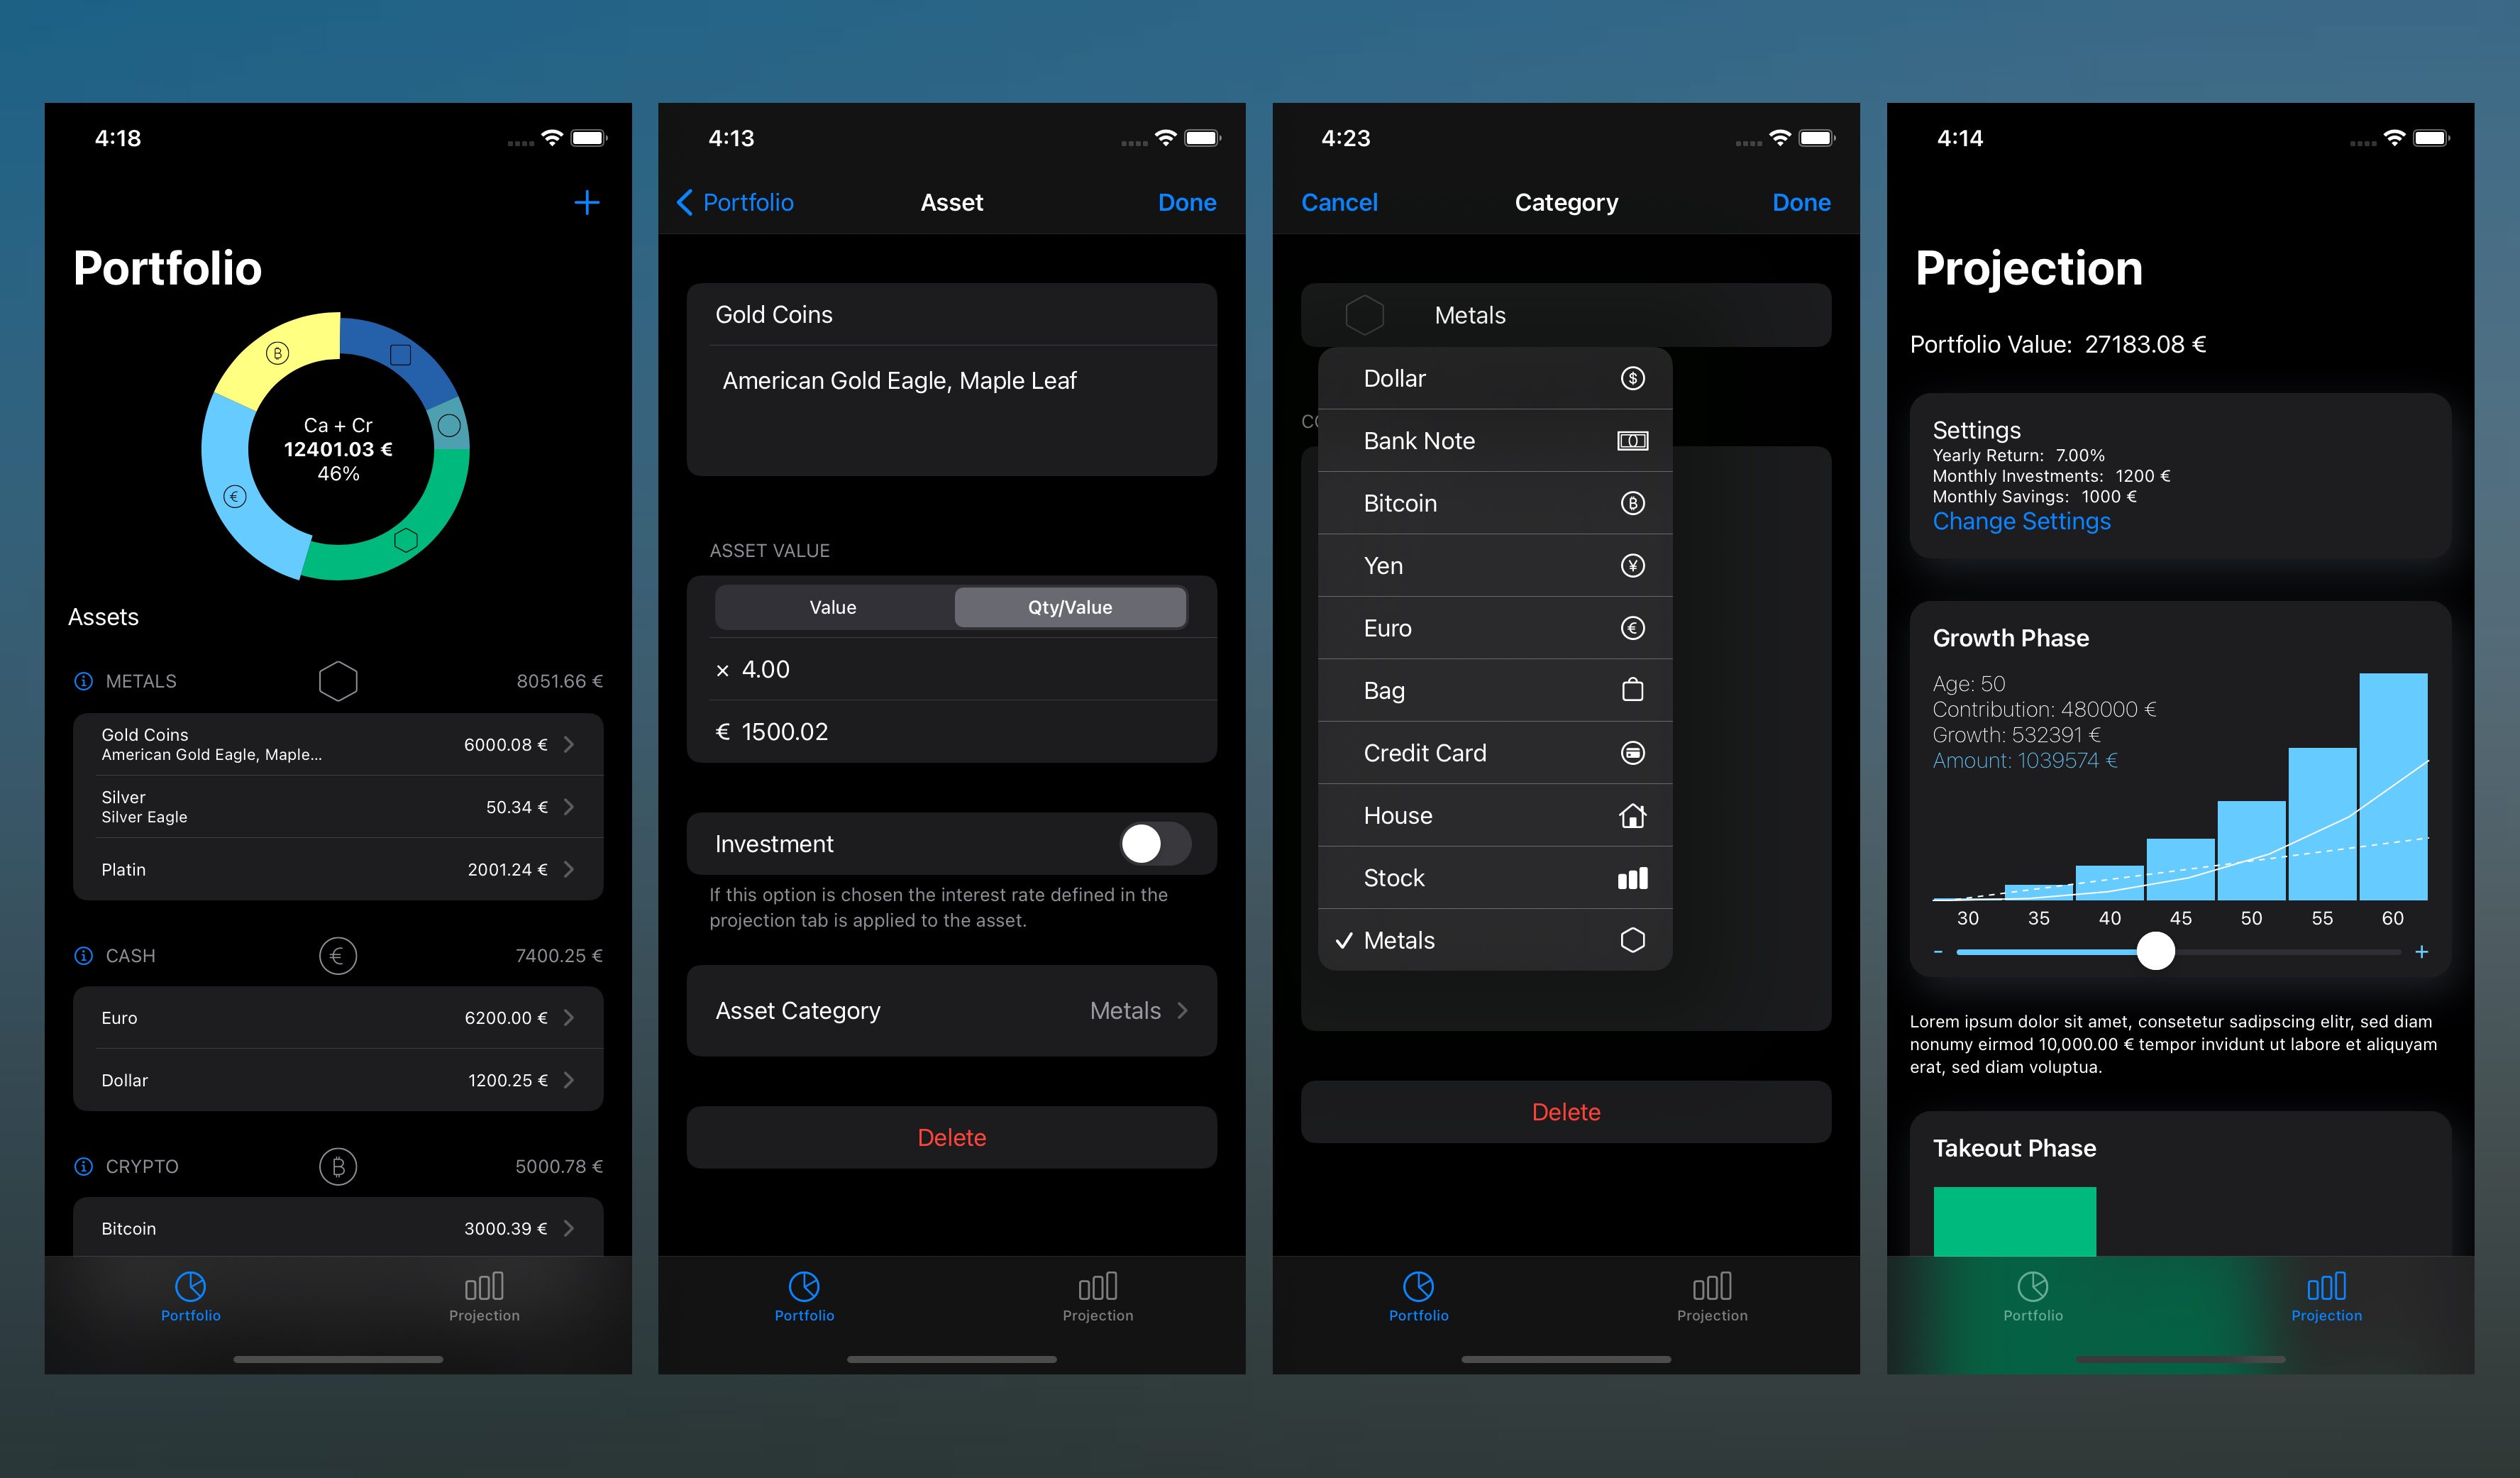 4:18
Portfolio
Ca + Cr
12401.03 €
46%
Assets
METALS 8051.66 €
Gold Coins
American Gold Eagle, Maple... 6000.08 €
Silver
Silver Eagle 50.34 €
Platin 2001.24 €
CASH € 7400.25 €
Euro 6200.00 €
Dollar 1200.25 €
CRYPTO 5000.78 €
Bitcoin 3000.39 €
Portfolio Projection
4:13
Portfolio Asset Done
Gold Coins
American Gold Eagle, Maple Leaf
ASSET VALUE
Value Qty/Value
× 4.00
€ 1500.02
Investment
If this option is chosen the interest rate defined in the
projection tab is applied to the asset.
Asset Category Metals
Delete
Portfolio Projection
4:23
Cancel Category Done
Metals
Dollar $
Bank Note
Bitcoin
Yen ¥
Euro €
Bag
Credit Card
House
Stock
Metals
Delete
Portfolio Projection
4:14
Projection
Portfolio Value: 27183.08 €
Settings
Yearly Return: 7.00%
Monthly Investments: 1200 €
Monthly Savings: 1000 €
Change Settings
Growth Phase
Age: 50
Contribution: 480000 €
Growth: 532391 €
Amount: 1039574 €
30 35 40 45 50 55 60
- +
Lorem ipsum dolor sit amet, consetetur sadipscing elitr, sed diam
nonumy eirmod 10,000.00 € tempor invidunt ut labore et aliquyam
erat, sed diam voluptua.
Takeout Phase
Portfolio Projection